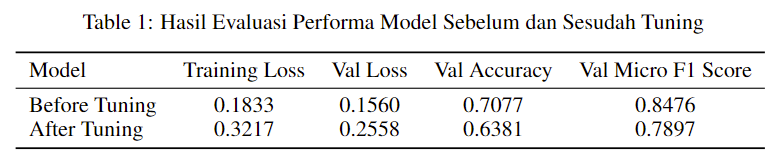 Table 1: Hasil Evaluasi Performa Model Sebelum dan Sesudah Tuning
Model Training Loss Val Loss Val Accuracy Val Micro F1 Score
Before Tuning 0.1833 0.1560 0.7077 0.8476
After Tuning 0.3217 0.2558 0.6381 0.7897